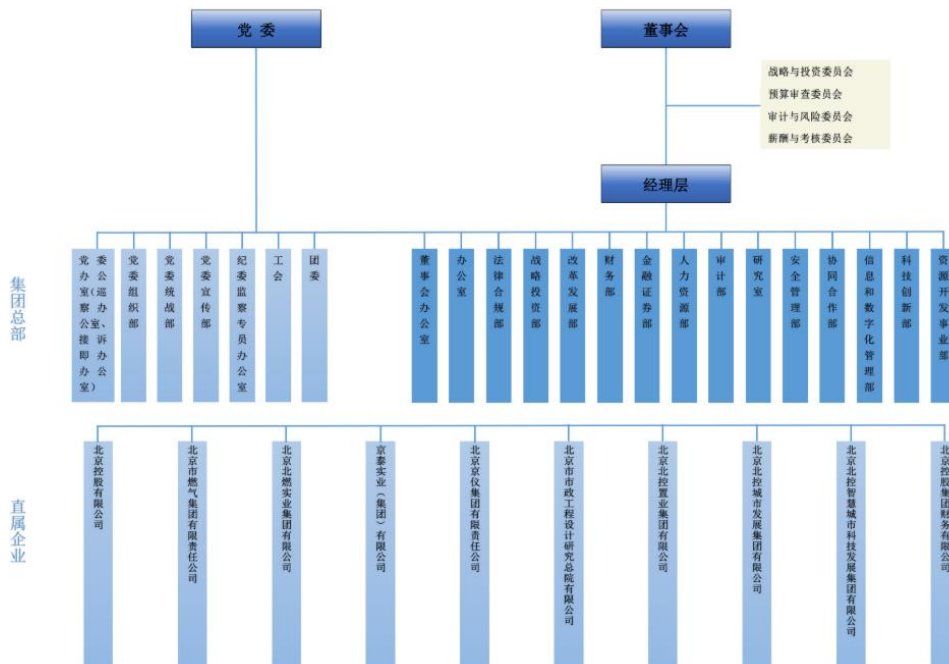 党 委
董事会
战略与投资委员会
预算审查委员会
审计与风险委员会
薪酬与考核委员会
经理层
集团总部
党委办公室（巡察办公室、接诉即办办公室）
党委组织部
党委统战部
党委宣传部
纪委监察专员办公室
工会
团委
董事会办公室
办公室
法律合规部
战略投资部
改革发展部
财务部
金融证券部
人力资源部
审计部
研究室
安全管理部
协同合作部
信息和数字化管理部
科技创新部
资源开发事业部
直属企业
北京控股有限公司
北京市燃气集团有限责任公司
北京北燃实业集团有限公司
京泰实业（集团）有限公司
北京京仪集团有限责任公司
北京市市政工程设计研究总院有限公司
北京北控置业集团有限公司
北京北控城市发展集团有限公司
北京北控智慧城市科技发展集团有限公司
北京控股集团财务有限公司